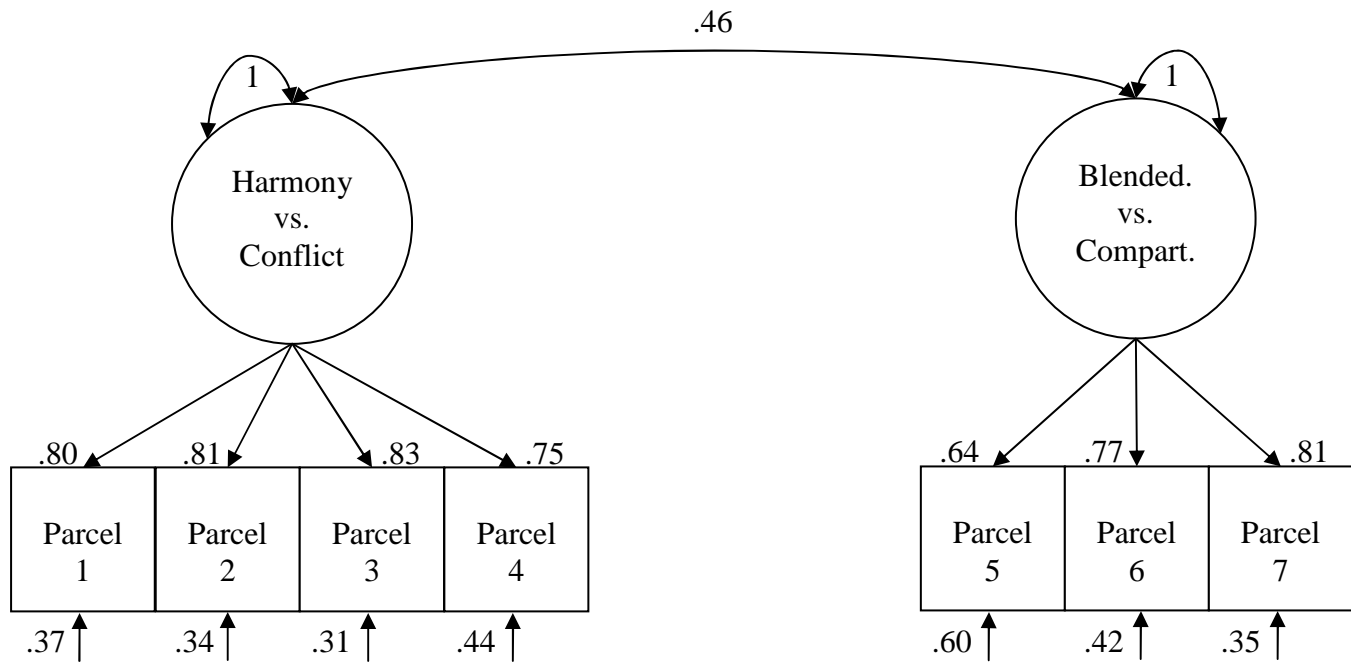 .46
1
1
Harmony
vs.
Conflict
Blended.
vs.
Compart.
.80 .81 .83 .75
.64 .77 .81
Parcel
1
Parcel
2
Parcel
3
Parcel
4
Parcel
5
Parcel
6
Parcel
7
.37 .34 .31 .44
.60 .42 .35